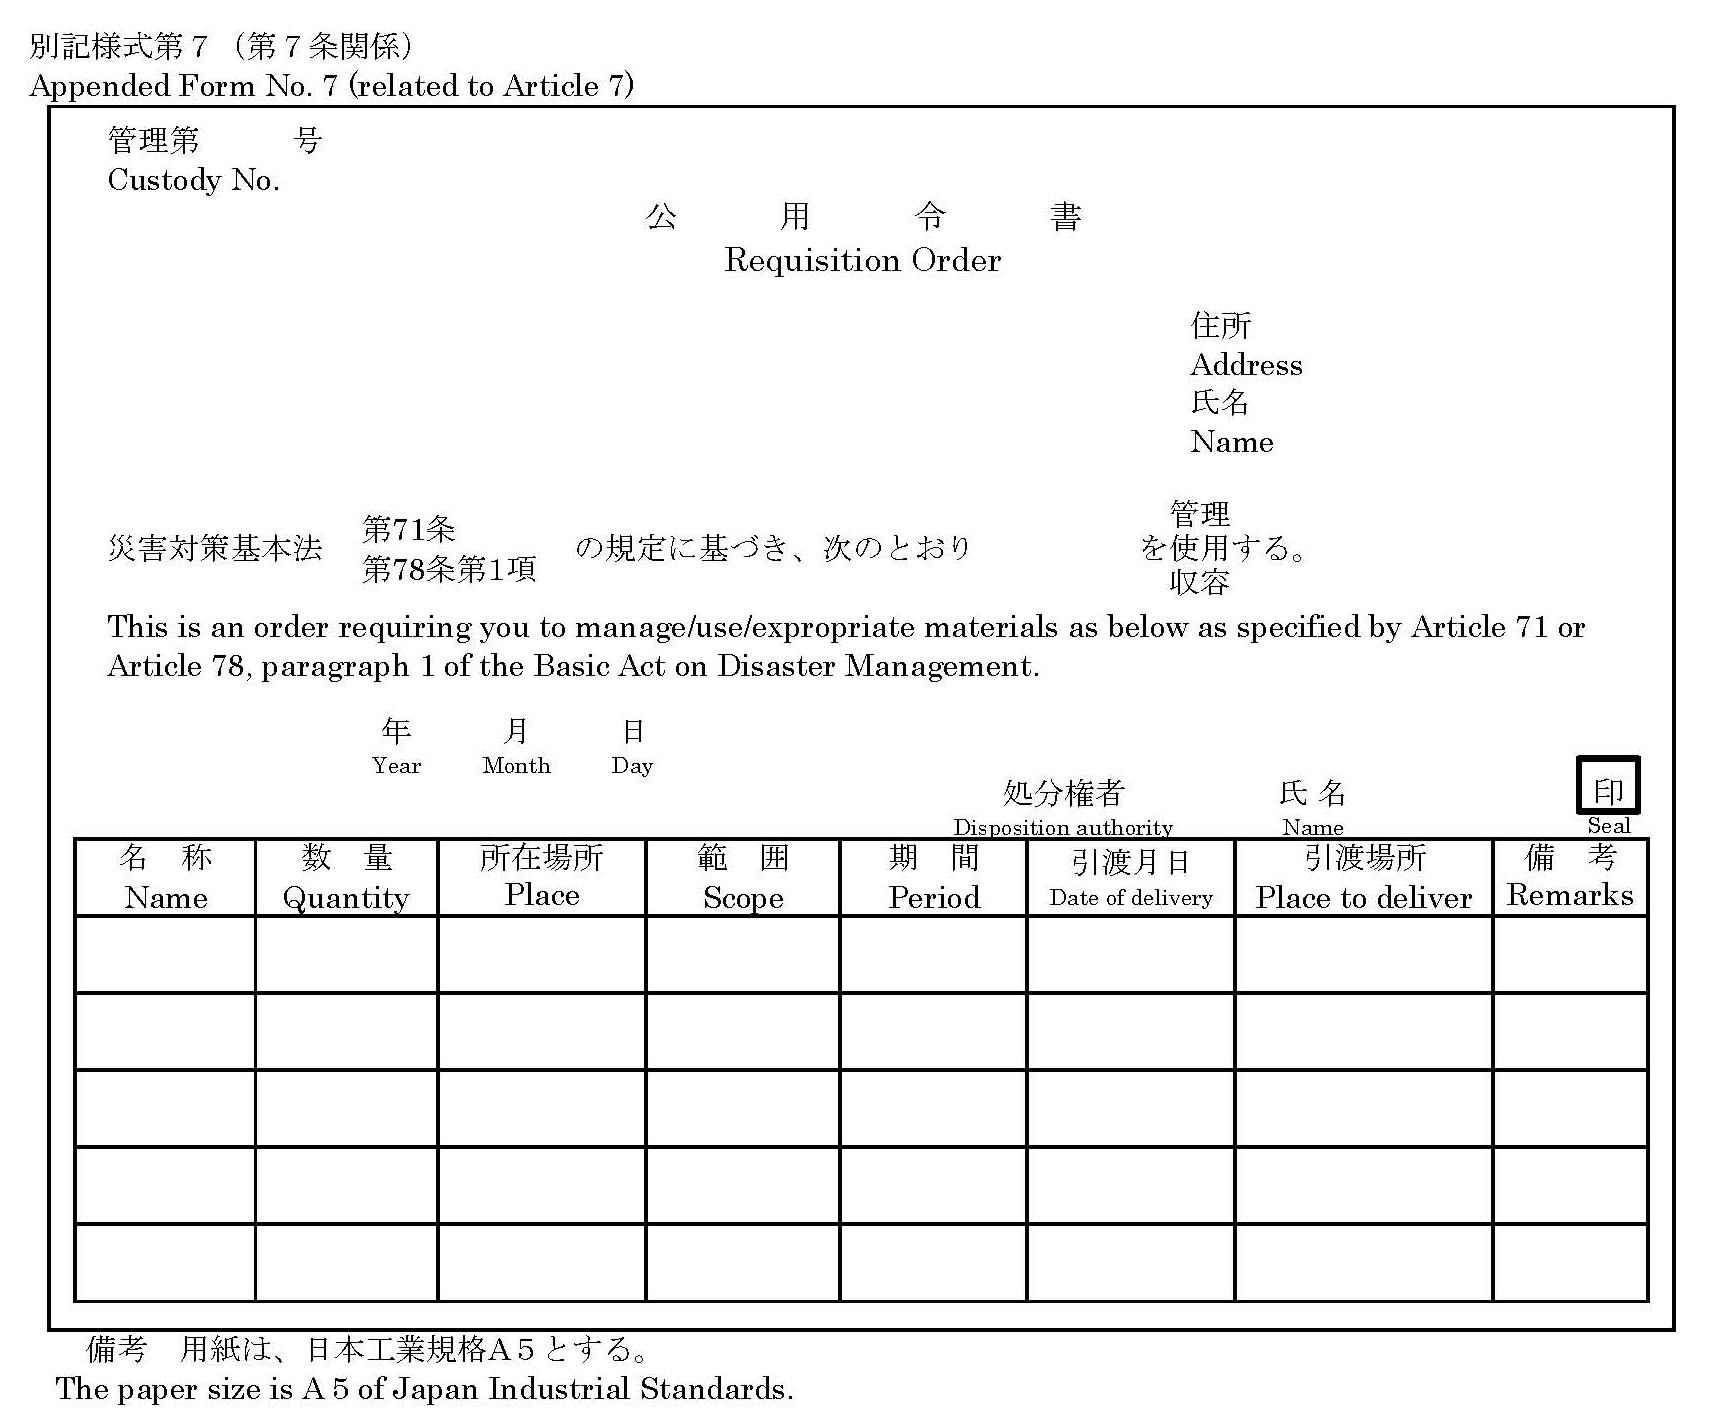 別記様式第７（第７条関係）
Appended Form No. 7 (related to Article 7)
管理第　　　号
Custody No.
公　用　令　書
Requisition Order
住所
Address
氏名
Name
災害対策基本法 第71条 第78条第1項 の規定に基づき、次のとおり
管理
を使用する。
収容
This is an order requiring you to manage/use/expropriate materials as below as specified by Article 71 or
Article 78, paragraph 1 of the Basic Act on Disaster Management.
年　月　日
Year Month Day
処分権者　氏 名　印
Disposition authority Name Seal
名　称 数　量 所在場所 範　囲 期　間 引渡月日 引渡場所 備　考
Name Quantity Place Scope Period Date of delivery Place to deliver Remarks
備考　用紙は、日本工業規格A５とする。
The paper size is A 5 of Japan Industrial Standards.